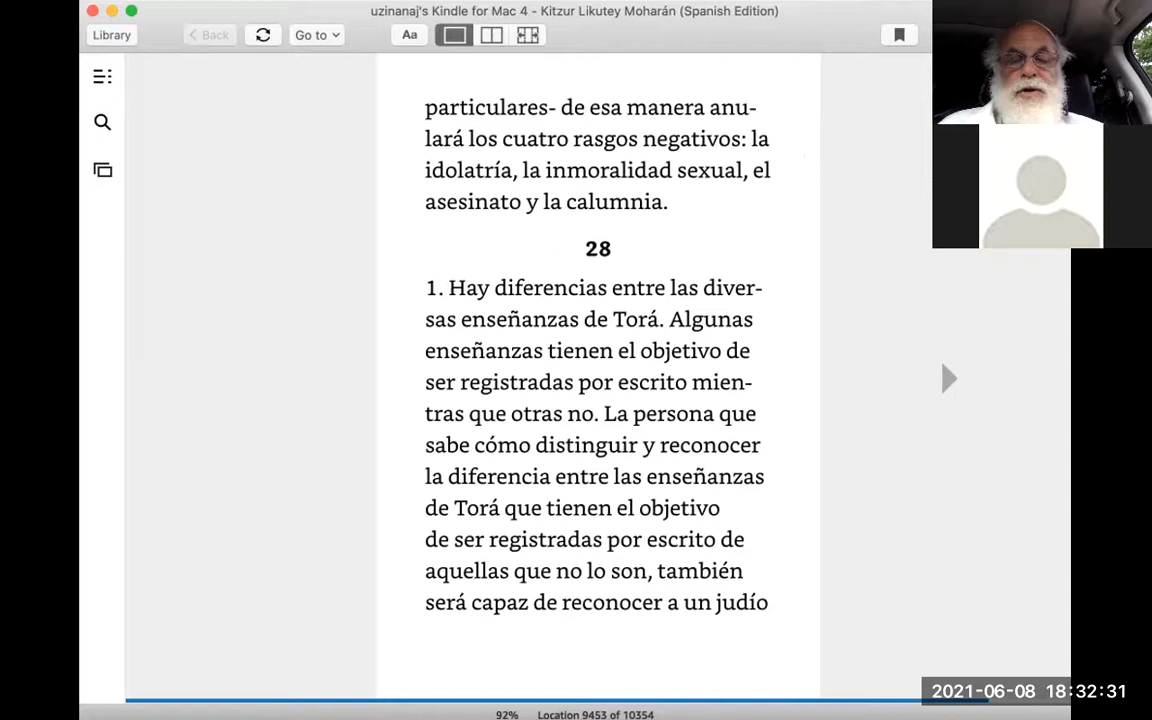 uzinanaj's Kindle for Mac 4 - Kitzur Likutey Moharán (Spanish Edition)
Library
Back
Go to
Aa
particulares- de esa manera anu-
lará los cuatro rasgos negativos: la
idolatría, la inmoralidad sexual, el
asesinato y la calumnia.
28
1. Hay diferencias entre las diver-
sas enseñanzas de Torá. Algunas
enseñanzas tienen el objetivo de
ser registradas por escrito mien-
tras que otras no. La persona que
sabe cómo distinguir y reconocer
la diferencia entre las enseñanzas
de Torá que tienen el objetivo
de ser registradas por escrito de
aquellas que no lo son, también
será capaz de reconocer a un judío
2021-06-08 18:32:31
92% Location 9453 of 10354